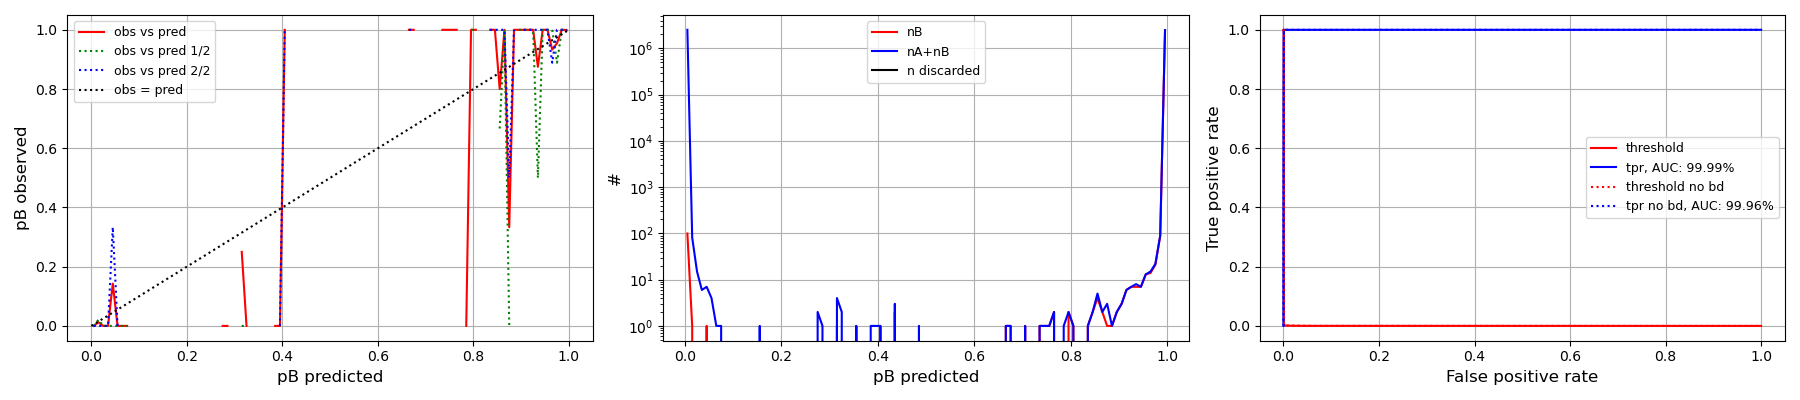 1.0
0.8
0.6
0.4
0.2
0.0
pB observed
obs vs pred
obs vs pred 1/2
obs vs pred 2/2
obs = pred
0.0 0.2 0.4 0.6 0.8 1.0
pB predicted
10^6
10^5
10^4
10^3
10^2
10^1
10^0
#
nB
nA+nB
n discarded
0.0 0.2 0.4 0.6 0.8 1.0
pB predicted
1.0
0.8
0.6
0.4
0.2
0.0
True positive rate
threshold
tpr, AUC: 99.99%
threshold no bd
tpr no bd, AUC: 99.96%
0.0 0.2 0.4 0.6 0.8 1.0
False positive rate